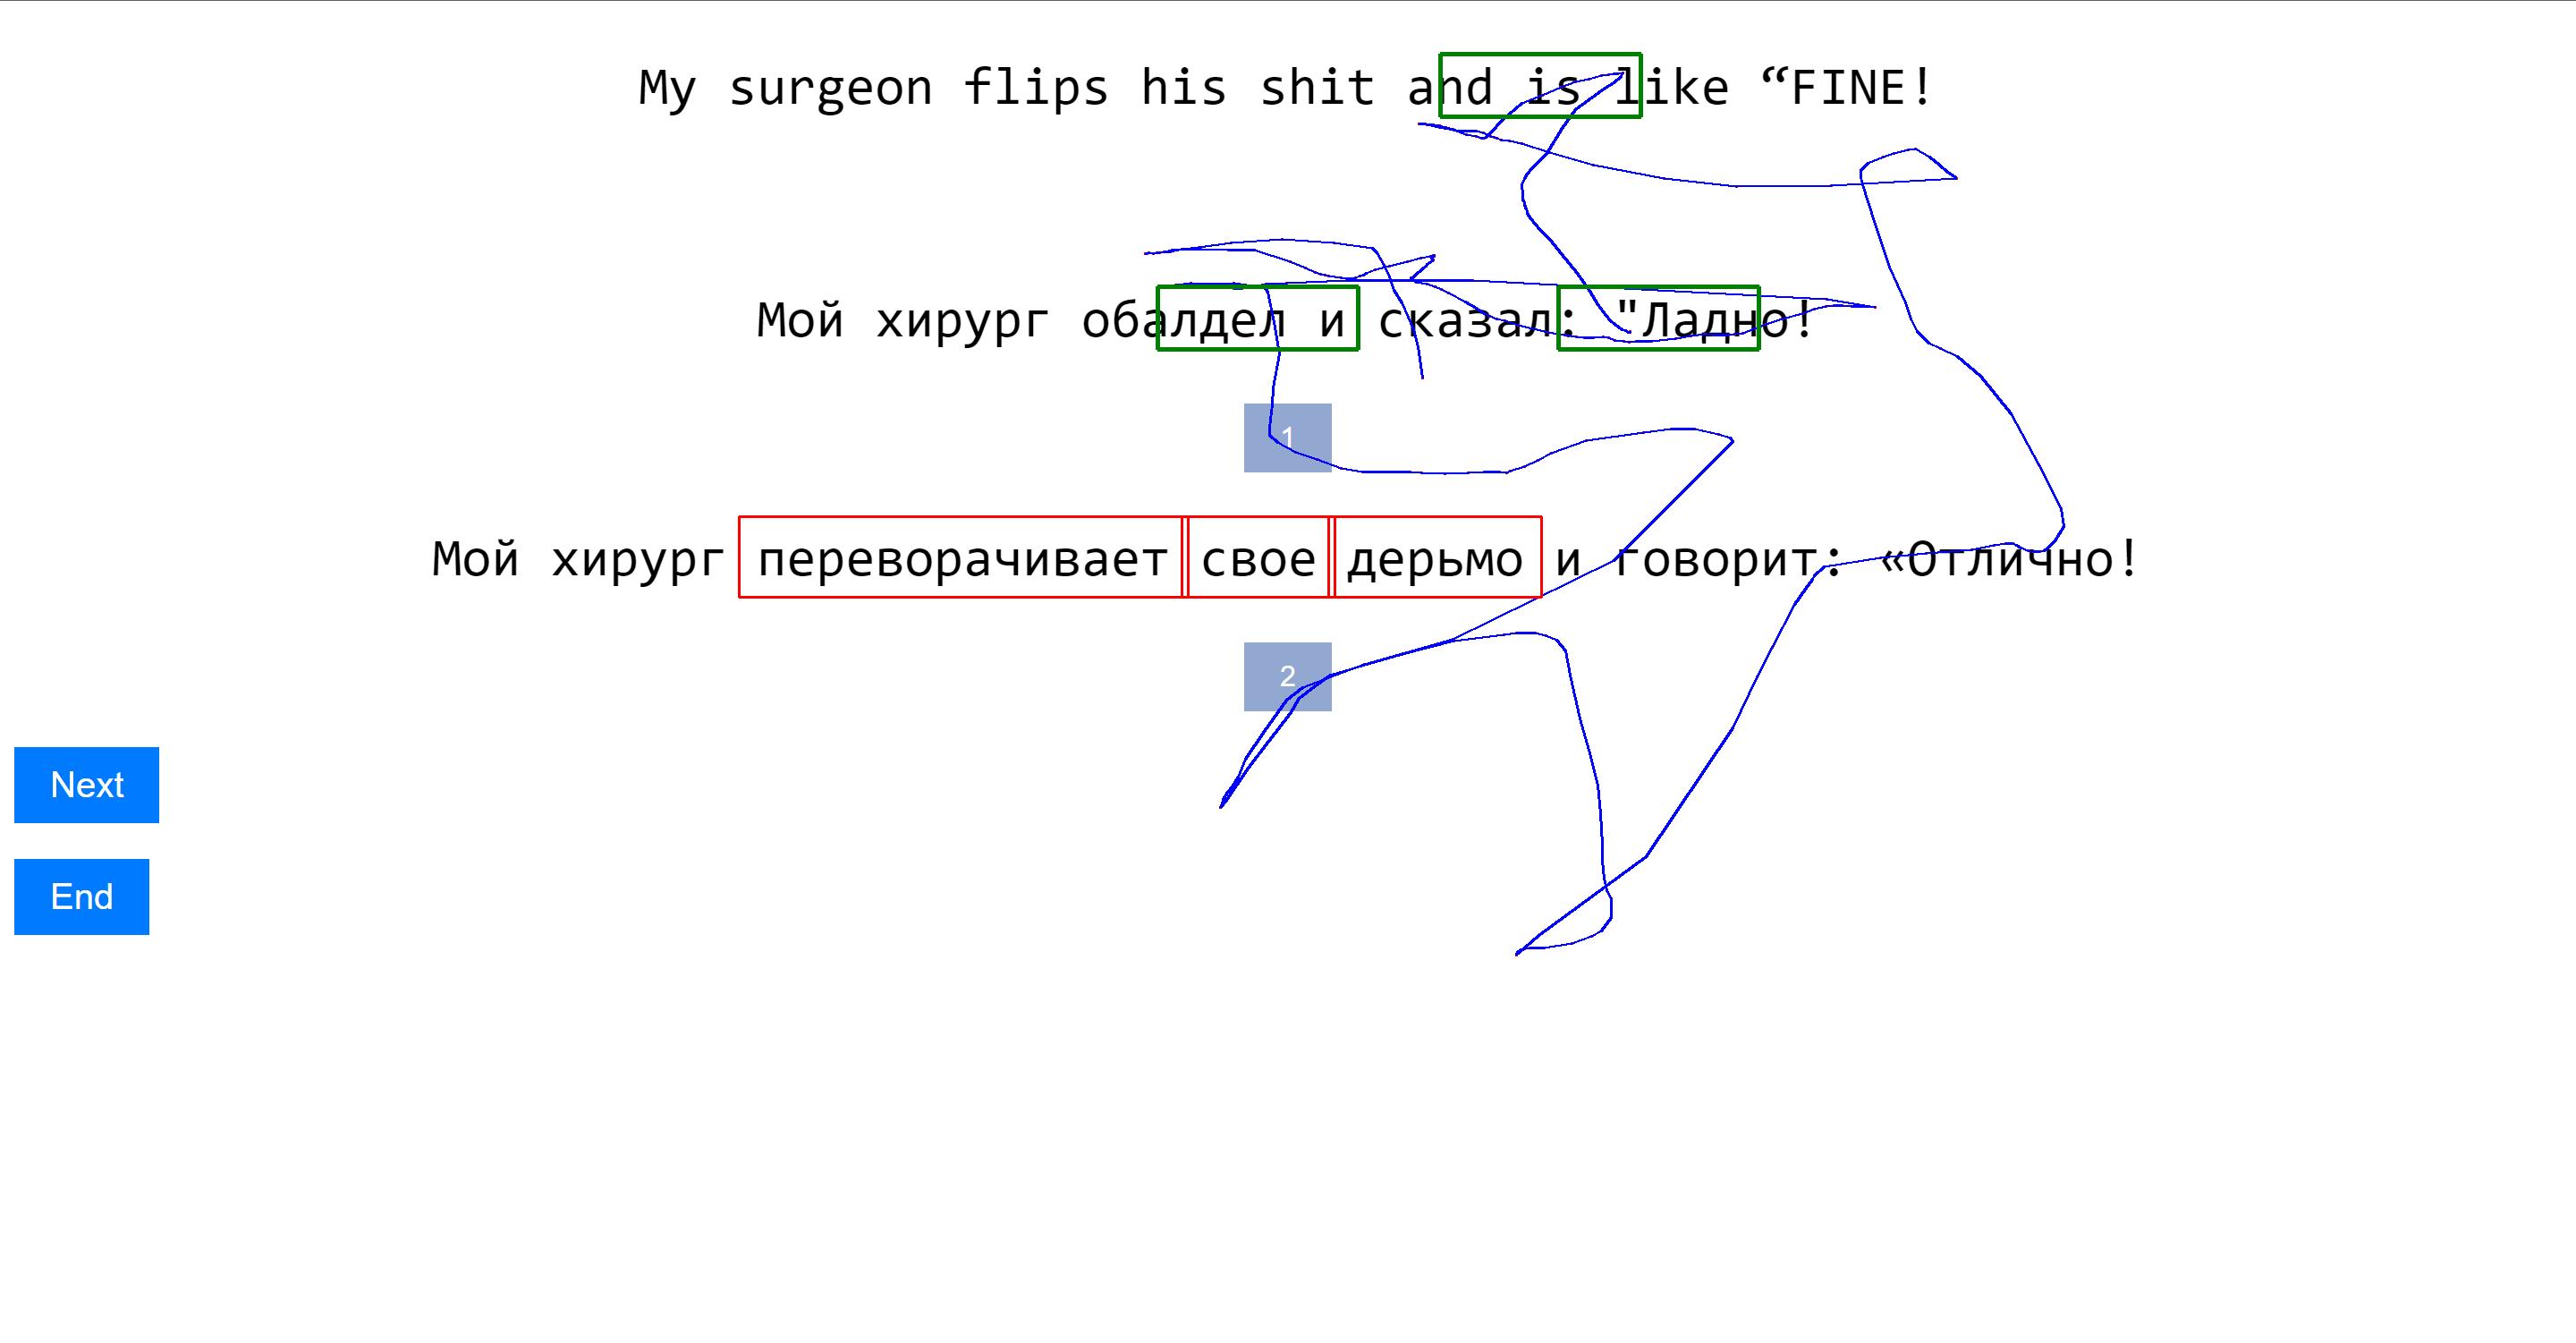 My surgeon flips his shit and is like “FINE!
Мой хирург обалдел и сказал: "Ладно!
1
Мой хирург переворачивает свое дерьмо и говорит: «Отлично!
2
Next
End